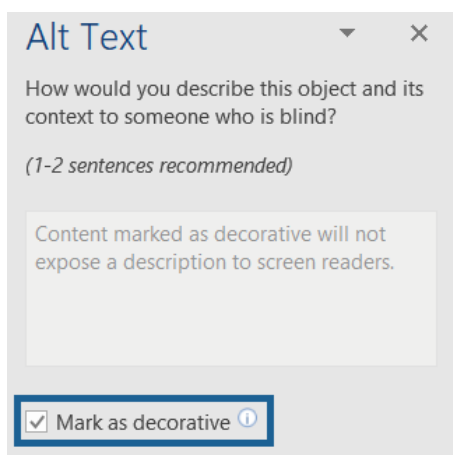 Alt Text
How would you describe this object and its
context to someone who is blind?
(1-2 sentences recommended)
Content marked as decorative will not
expose a description to screen readers.
Mark as decorative